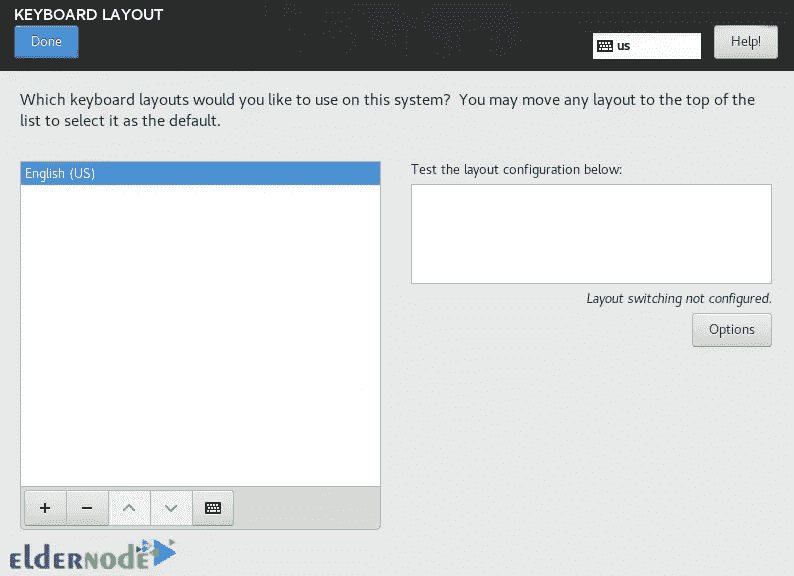 KEYBOARD LAYOUT
Done
us
Help!
Which keyboard layouts would you like to use on this system? You may move any layout to the top of the
list to select it as the default.
English (US)
Test the layout configuration below:
Layout switching not configured.
Options
eldernode